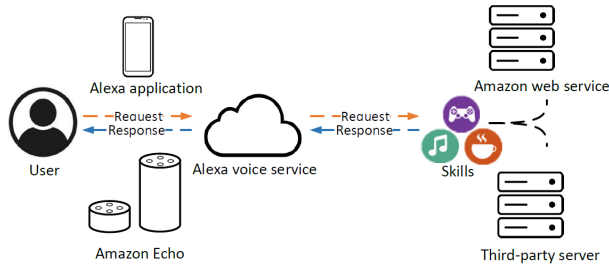 Alexa application
Amazon web service
Request
Response
Request
Response
User
Alexa voice service
Skills
Amazon Echo
Third-party server